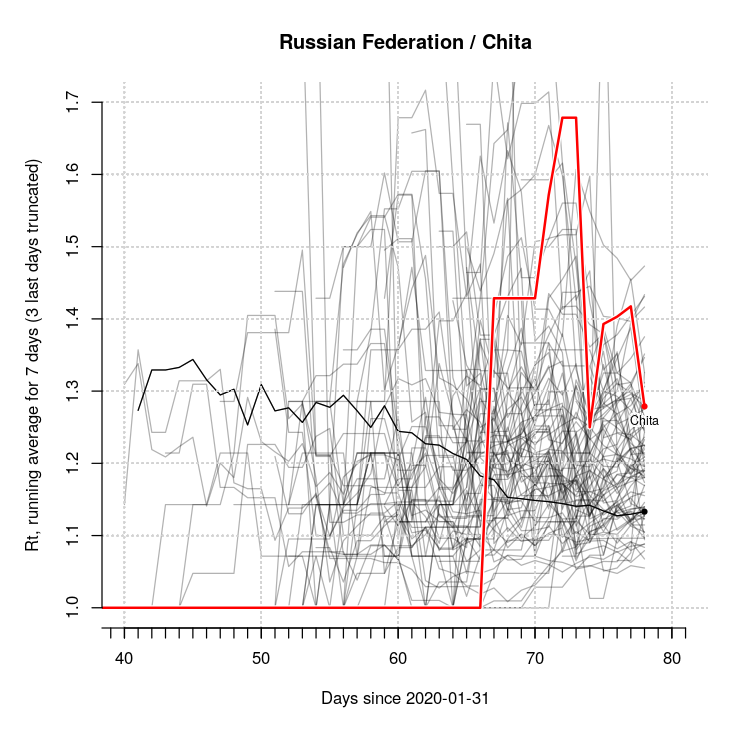 Russian Federation / Chita
Rt, running average for 7 days (3 last days truncated)
1.7
1.6
1.5
1.4
1.3
1.2
1.1
1.0
Chita
40 50 60 70 80
Days since 2020-01-31